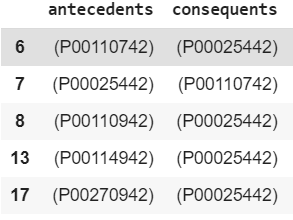 antecedents consequents
6 (P00110742) (P00025442)
7 (P00025442) (P00110742)
8 (P00110942) (P00025442)
13 (P00114942) (P00025442)
17 (P00270942) (P00025442)